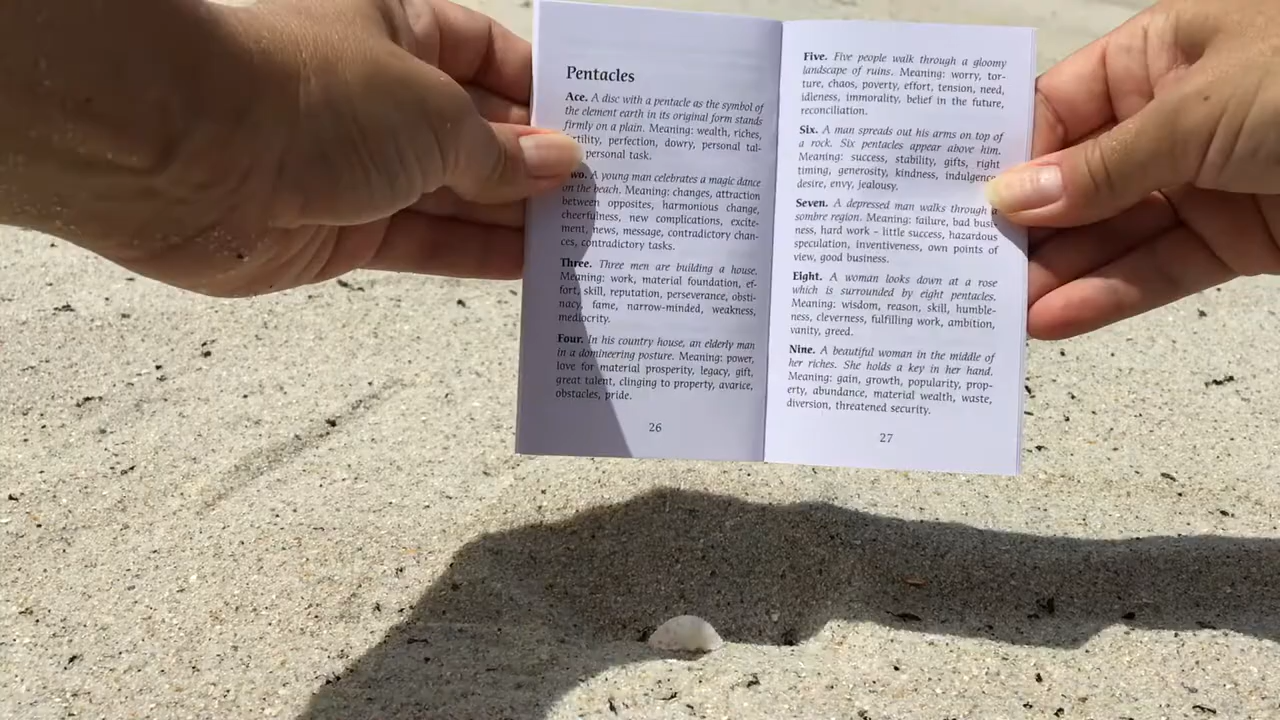 Pentacles
Ace. A disc with a pentacle as the symbol of
the element earth in its original form stands
firmly on a plain. Meaning: wealth, riches,
perfection, dowry, personal tal-
personal task.
A young man celebrates a magic dance
on the beach. Meaning: changes, attraction
between opposites, harmonious change,
cheerfulness, new complications, excite-
ment, news, message, contradictory chan-
ces, contradictory tasks.
Three. Three men are building a house.
Meaning: work, material foundation, ef-
fort, skill, reputation, perseverance, obsti-
nacy, fame, narrow-minded, weakness,
mediocrity.
Four. In his country house, an elderly man
in a domineering posture. Meaning: power,
love for material prosperity, legacy, gift,
great talent, clinging to property, avarice,
obstacles, pride.
26
Five. Five people walk through a gloomy
landscape of ruins. Meaning: worry, tor-
ture, chaos, poverty, effort, tension, need,
idleness, immorality, belief in the future,
reconciliation.
Six. A man spreads out his arms on top of
a rock. Six pentacles appear above him.
Meaning: success, stability, gifts, right
timing, generosity, kindness, indulgence,
desire, envy, jealousy.
Seven. A depressed man walks through a
sombre region. Meaning: failure, bad busi-
ness, hard work – little success, hazardous
speculation, inventiveness, own points of
view, good business.
Eight. A woman looks down at a rose
which is surrounded by eight pentacles.
Meaning: wisdom, reason, skill, humble-
ness, cleverness, fulfilling work, ambition,
vanity, greed.
Nine. A beautiful woman in the middle of
her riches. She holds a key in her hand.
Meaning: gain, growth, popularity, prop-
erty, abundance, material wealth, waste,
diversion, threatened security.
27